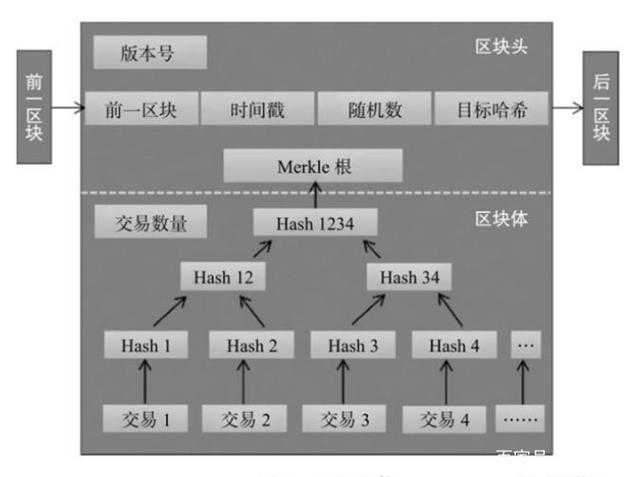 区块头
版本号
前一区块
前一区块 时间戳 随机数 目标哈希
后一区块
Merkle 根
交易数量
Hash 1234
区块体
Hash 12 Hash 34
Hash 1 Hash 2 Hash 3 Hash 4 …
交易 1 交易 2 交易 3 交易 4 ……